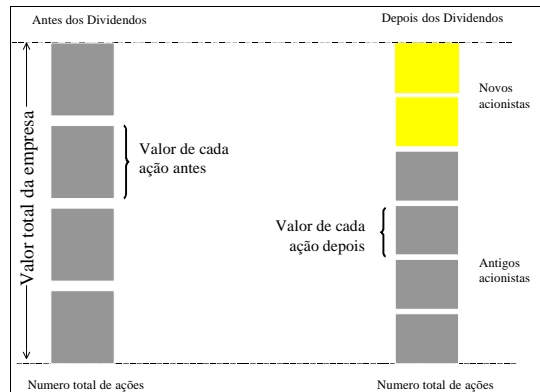 Antes dos Dividendos
Depois dos Dividendos
Valor total da empresa
Valor de cada
ação antes
Novos
acionistas
Valor de cada
ação depois
Antigos
acionistas
Numero total de ações
Numero total de ações